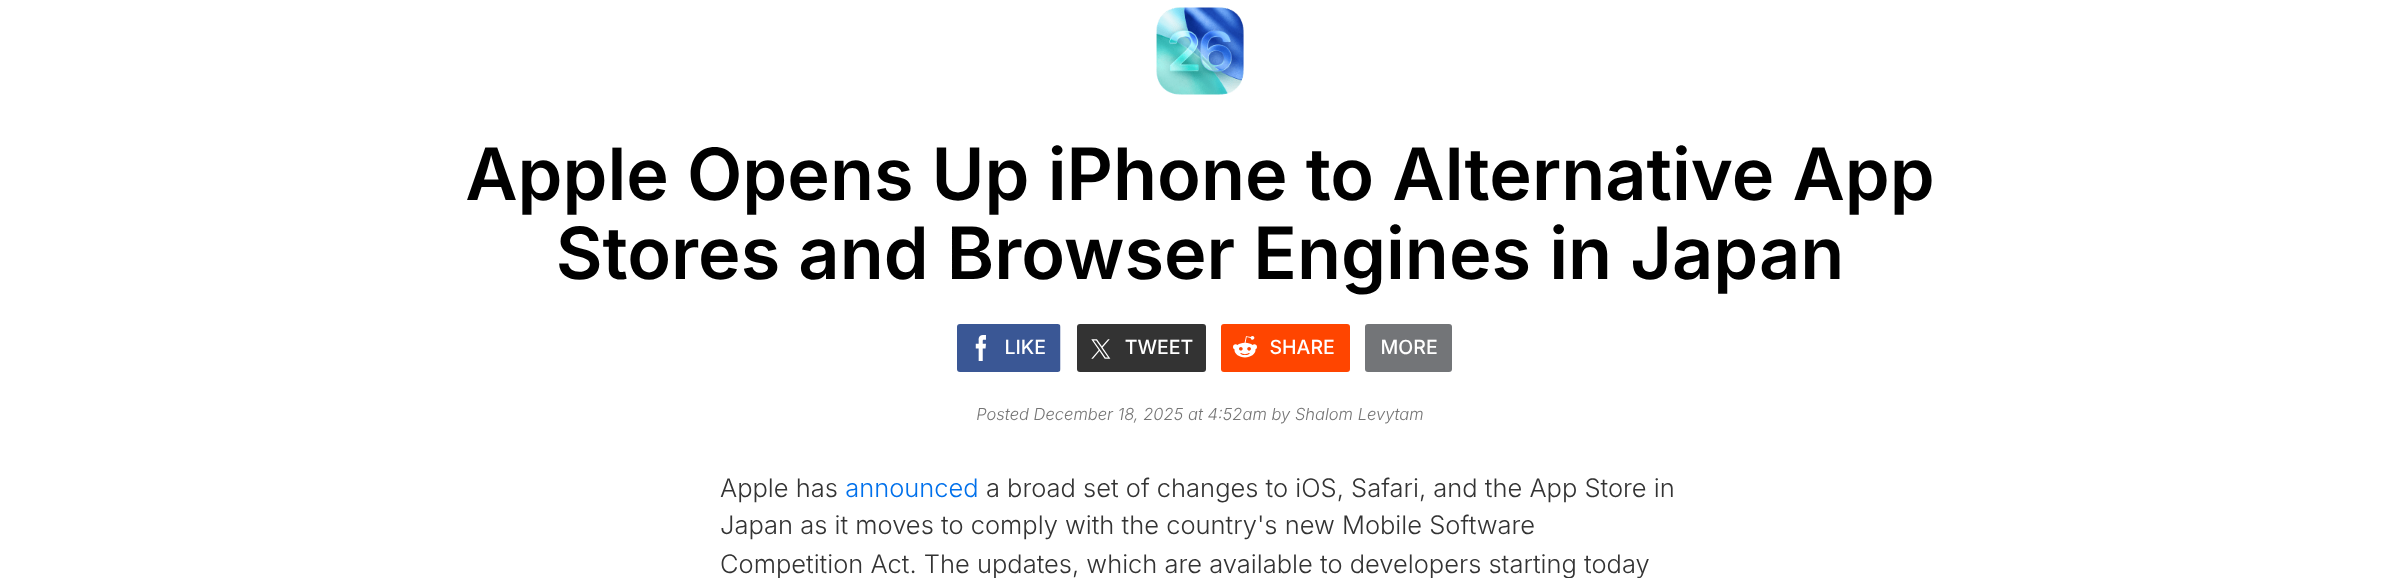 26
Apple Opens Up iPhone to Alternative App
Stores and Browser Engines in Japan
LIKE TWEET SHARE MORE
Posted December 18, 2025 at 4:52am by Shalom Levytam
Apple has announced a broad set of changes to iOS, Safari, and the App Store in
Japan as it moves to comply with the country's new Mobile Software
Competition Act. The updates, which are available to developers starting today